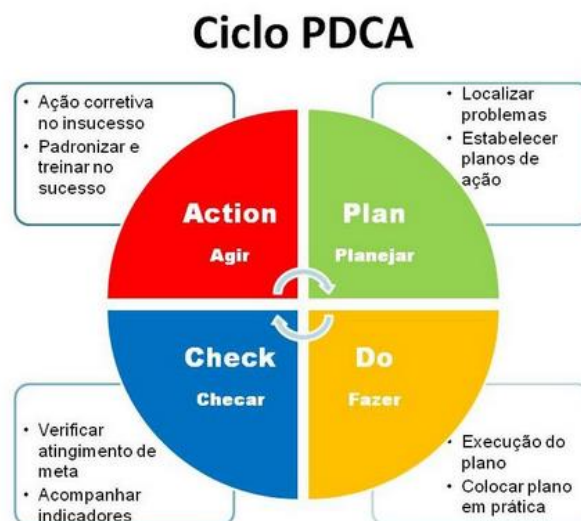 Ciclo PDCA
• Ação corretiva
no insucesso
• Padronizar e
treinar no
sucesso
• Localizar
problemas
• Estabelecer
planos de
ação
Action
Agir
Plan
Planejar
Check
Checar
Do
Fazer
• Verificar
atingimento de
meta
• Acompanhar
indicadores
• Execução do
plano
• Colocar plano
em prática